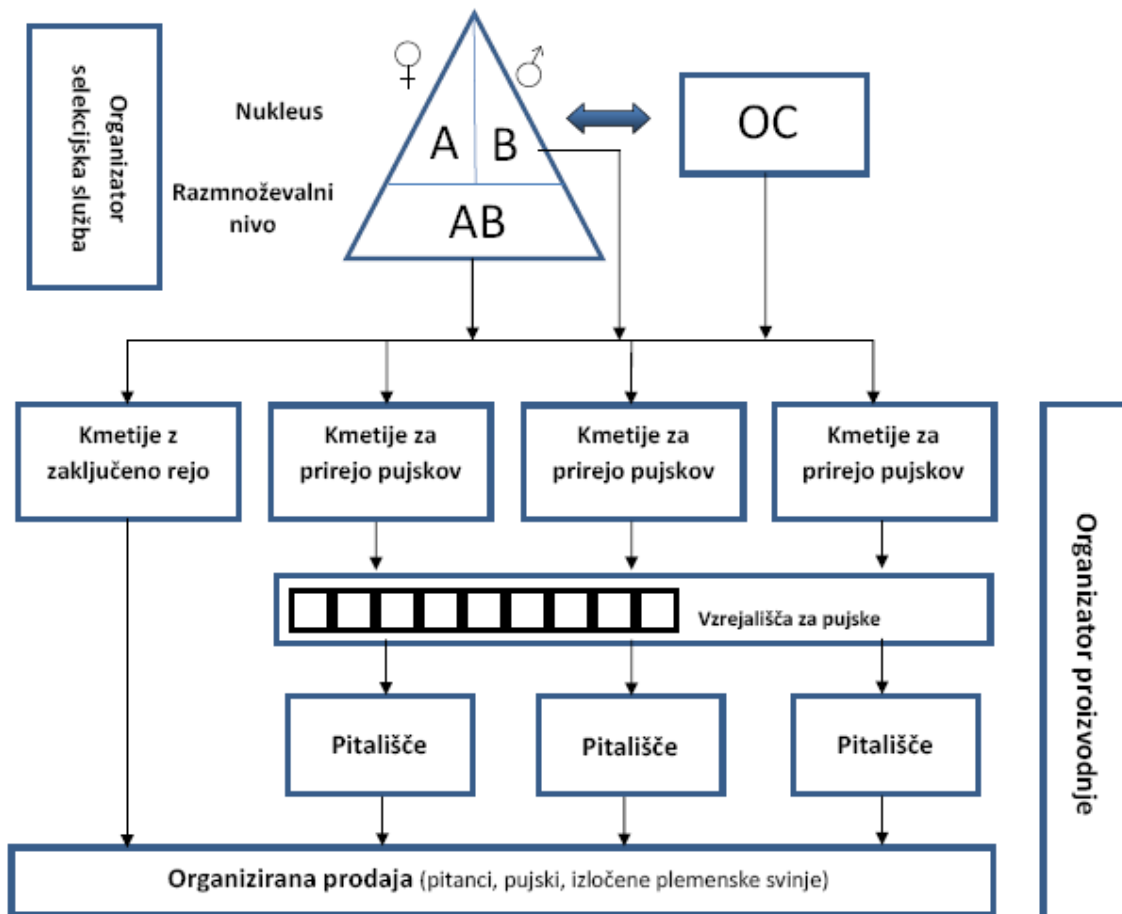 Organizator
selekcijska služba
♀
♂
Nukleus
A
B
OC
Razmnoževalni
nivo
AB
Kmetije z
zaključeno rejo
Kmetije za
prirejo pujskov
Kmetije za
prirejo pujskov
Kmetije za
prirejo pujskov
Vzrejališča za pujske
Pitališče
Pitališče
Pitališče
Organizator proizvodnje
Organizirana prodaja (pitanci, pujski, izločene plemenske svinje)